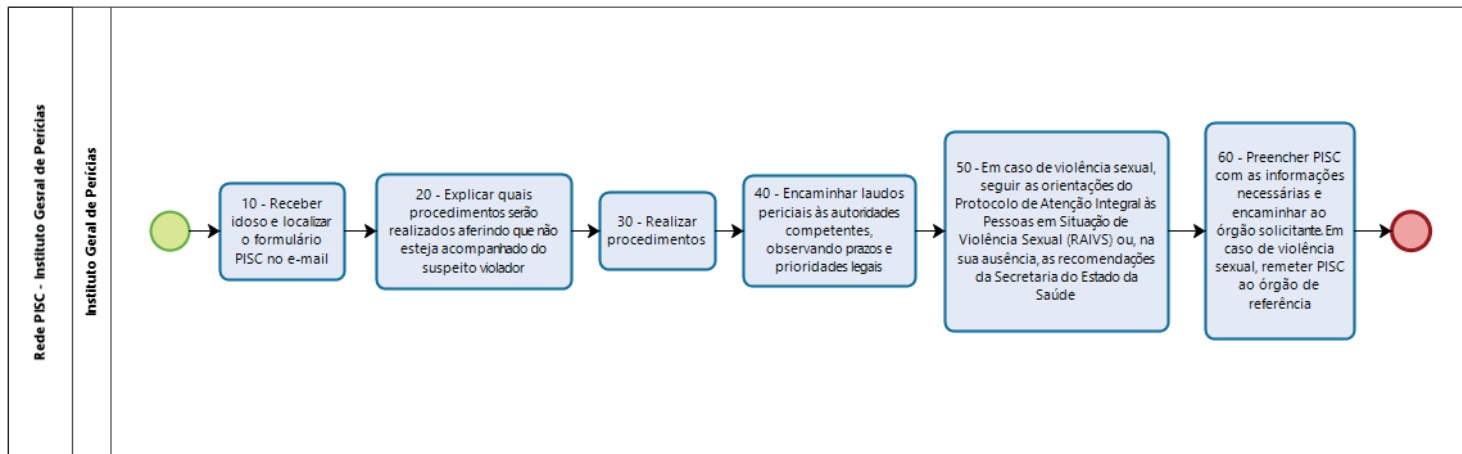 Rede PISC - Instituto Geral de Perícias
Instituto Geral de Perícias
10 - Receber
idoso e localizar
o formulário
PISC no e-mail
20 - Explicar quais
procedimentos serão
realizados aferindo que não
esteja acompanhado do
suspeito violador
30 - Realizar
procedimentos
40 - Encaminhar laudos
periciais às autoridades
competentes,
observando prazos e
prioridades legais
50 - Em caso de violência sexual,
seguir as orientações do
Protocolo de Atenção Integral às
Pessoas em Situação de
Violência Sexual (RAIVS) ou, na
sua ausência, as recomendações
da Secretaria do Estado da
Saúde
60 - Preencher PISC
com as informações
necessárias e
encaminhar ao
órgão solicitante. Em
caso de violência
sexual, remeter PISC
ao órgão de
referência